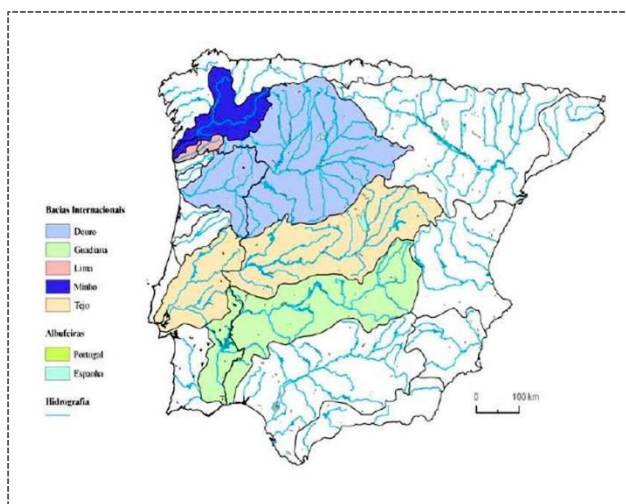 Bacias Internacionais
Douro
Guadiana
Lima
Minho
Tejo
Albufeiras
Portugal
Espanha
Hidrografia
0 100 km